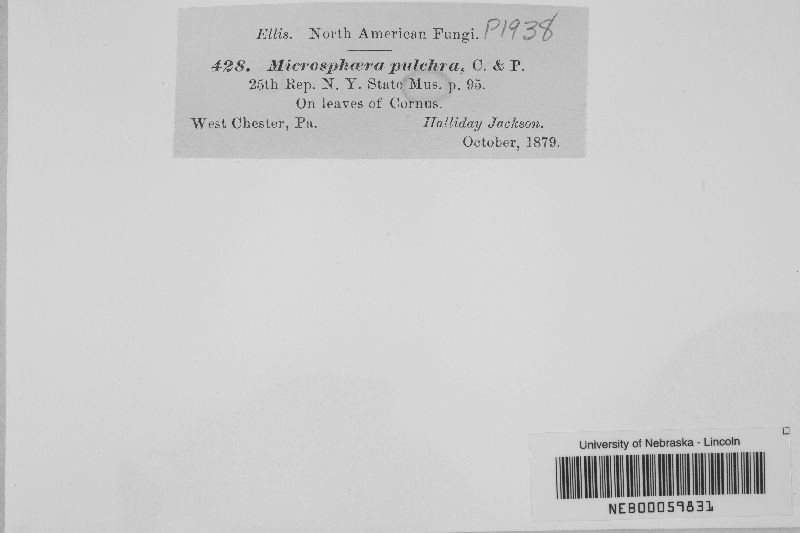 Ellis. North American Fungi. P1938
428. Microsphæra pulchra, C. & P.
25th Rep. N. Y. State Mus. p. 95.
On leaves of Cornus.
West Chester, Pa. Halliday Jackson.
October, 1879.
University of Nebraska - Lincoln
NEB00059831